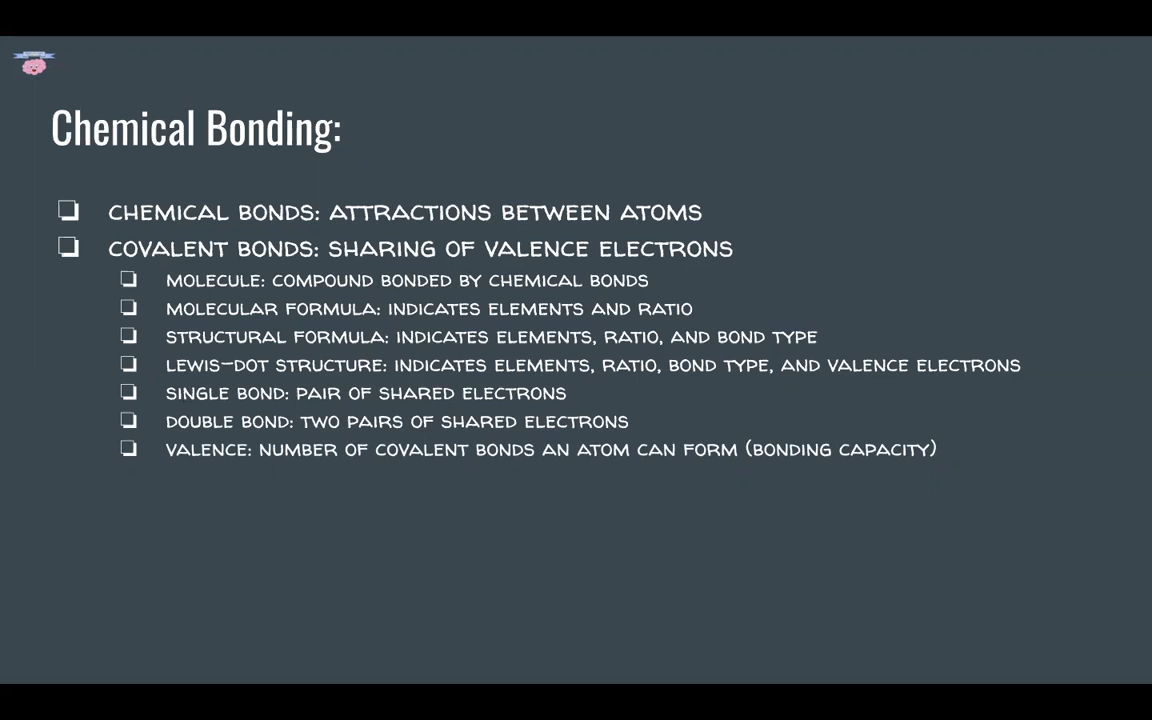 Chemical Bonding:
CHEMICAL BONDS: ATTRACTIONS BETWEEN ATOMS
COVALENT BONDS: SHARING OF VALENCE ELECTRONS
MOLECULE: COMPOUND BONDED BY CHEMICAL BONDS
MOLECULAR FORMULA: INDICATES ELEMENTS AND RATIO
STRUCTURAL FORMULA: INDICATES ELEMENTS, RATIO, AND BOND TYPE
LEWIS-DOT STRUCTURE: INDICATES ELEMENTS, RATIO, BOND TYPE, AND VALENCE ELECTRONS
SINGLE BOND: PAIR OF SHARED ELECTRONS
DOUBLE BOND: TWO PAIRS OF SHARED ELECTRONS
VALENCE: NUMBER OF COVALENT BONDS AN ATOM CAN FORM (BONDING CAPACITY)